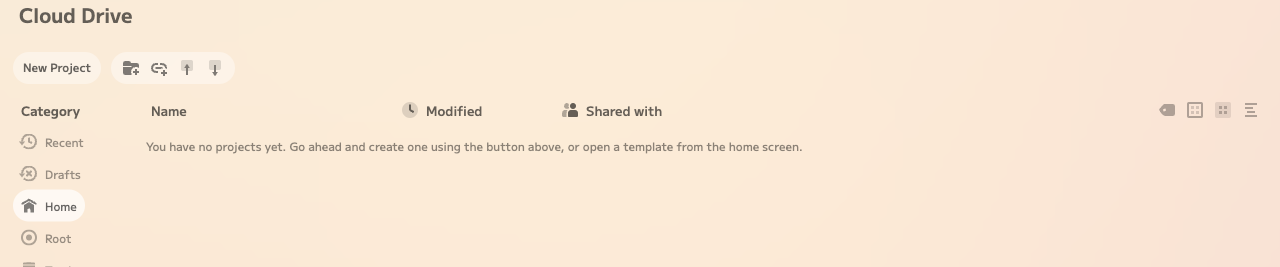 Cloud Drive
New Project
Category
Name
Modified
Shared with
Recent
You have no projects yet. Go ahead and create one using the button above, or open a template from the home screen.
Drafts
Home
Root